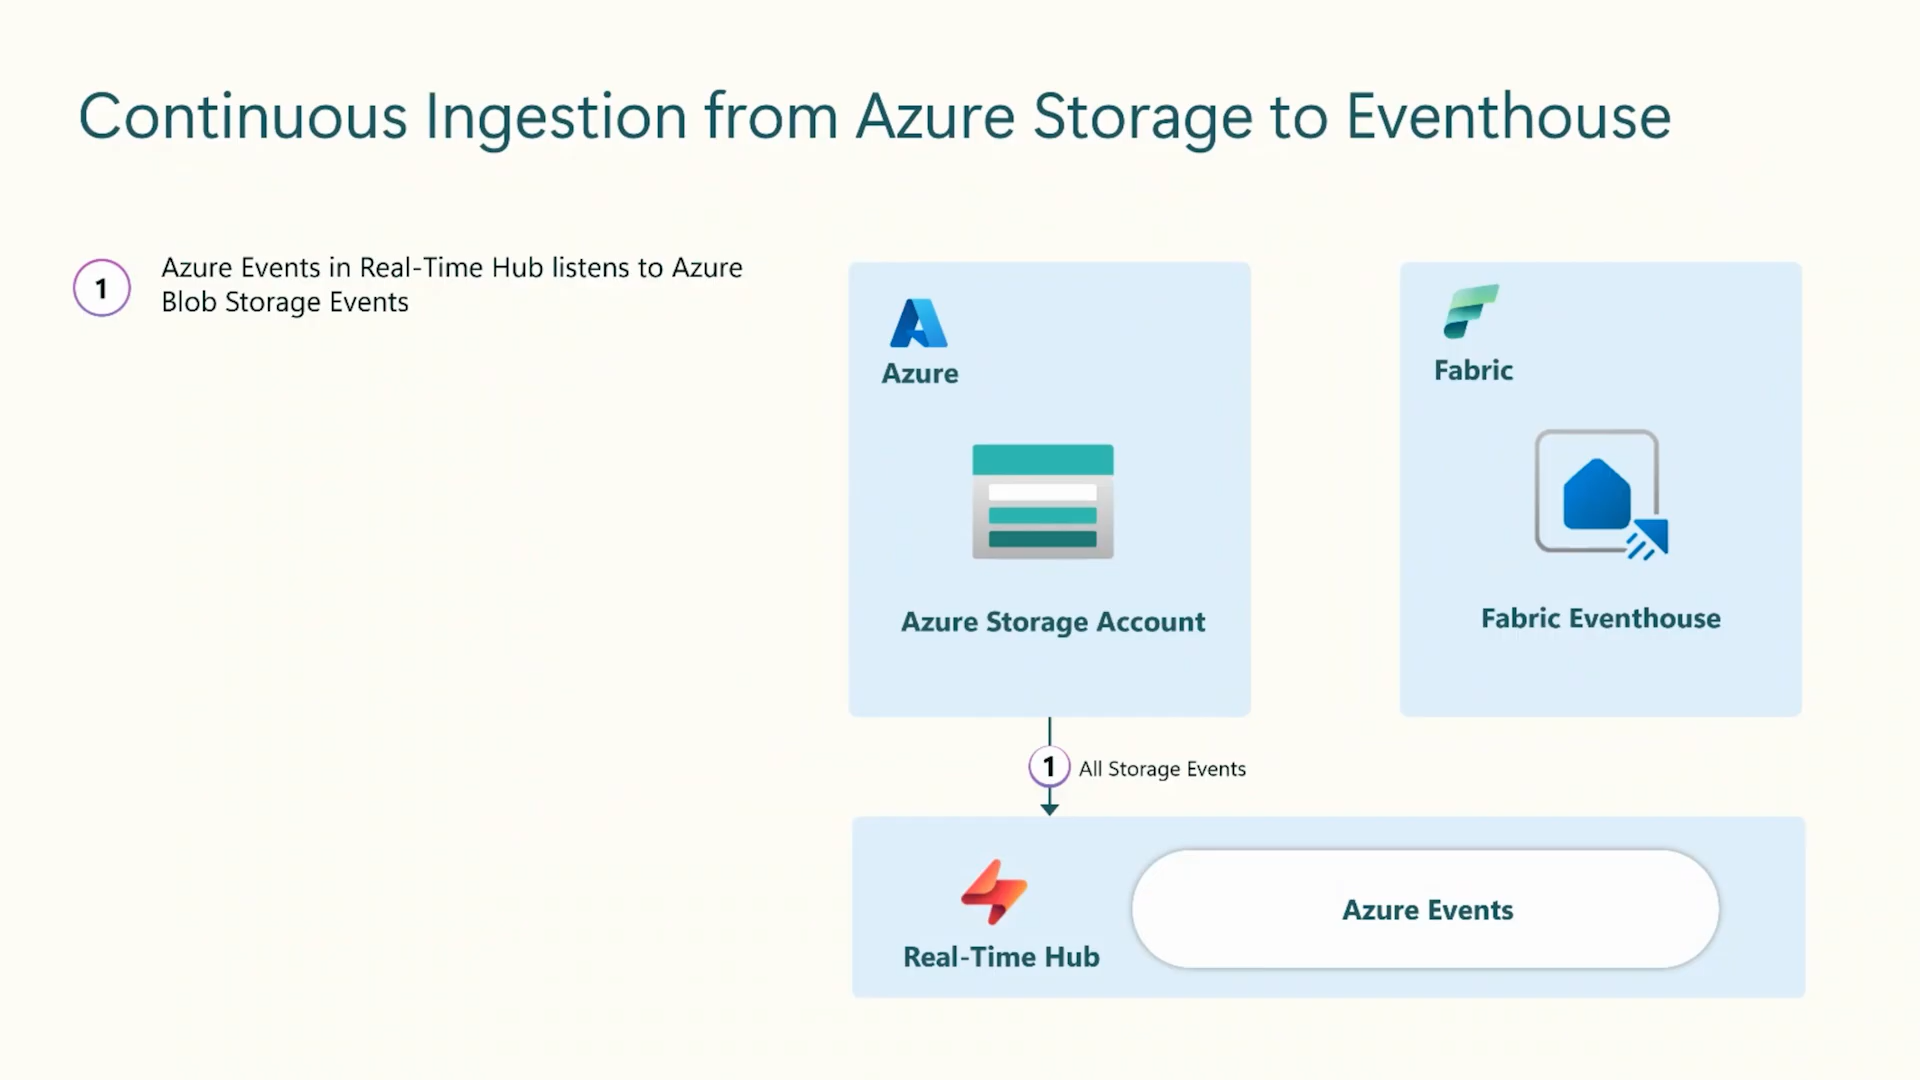 Continuous Ingestion from Azure Storage to Eventhouse
1
Azure Events in Real-Time Hub listens to Azure
Blob Storage Events
Azure
Azure Storage Account
Fabric
Fabric Eventhouse
1
All Storage Events
Real-Time Hub
Azure Events